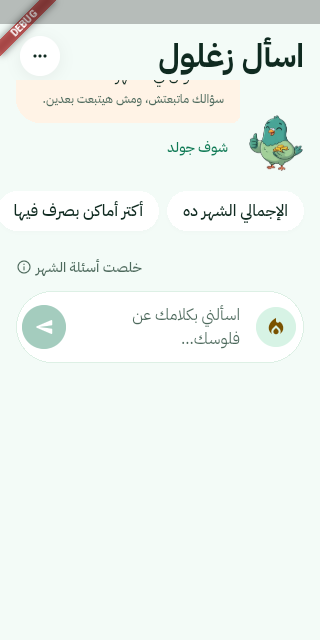 DEBUG
اسأل زغلول
سؤالك ماتبعتش، ومش هيتبعت بعدين.
شوف جولد
الإجمالي الشهر ده
أكتر أماكن بصرف فيها
خلصت أسئلة الشهر
اسألني بكلامك عن
فلوسك...